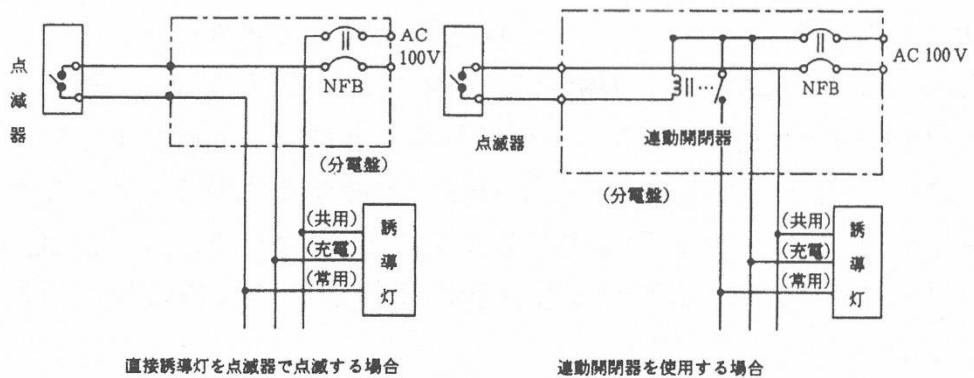 点滅器
AC
100V
NFB
(分電盤)
(共用)
(充電)
(常用)
誘導灯
直接誘導灯を点滅器で点滅する場合
点滅器
AC 100V
NFB
連動開閉器
(分電盤)
(共用)
(充電)
(常用)
誘導灯
連動開閉器を使用する場合